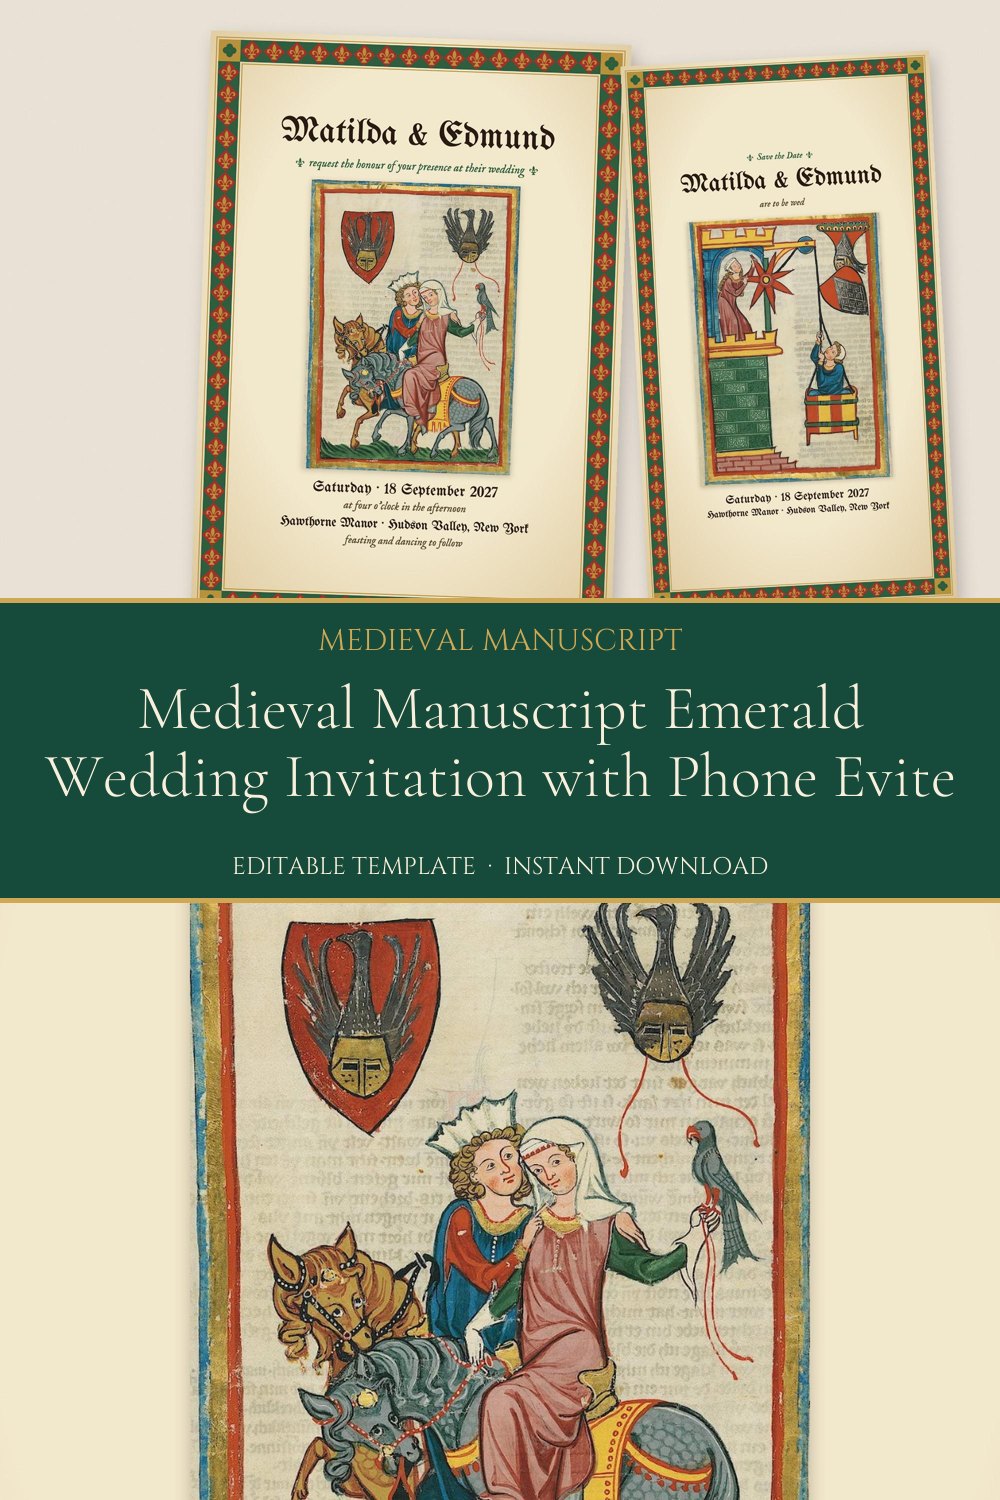 Matilda & Edmund
request the honour of your presence at their wedding
Saturday · 18 September 2027
at four o'clock in the afternoon
Hawthorne Manor · Hudson Valley, New York
feasting and dancing to follow
Save the Date
Matilda & Edmund
are to be wed
Saturday · 18 September 2027
Hawthorne Manor · Hudson Valley, New York
MEDIEVAL MANUSCRIPT
Medieval Manuscript Emerald
Wedding Invitation with Phone Evite
EDITABLE TEMPLATE · INSTANT DOWNLOAD